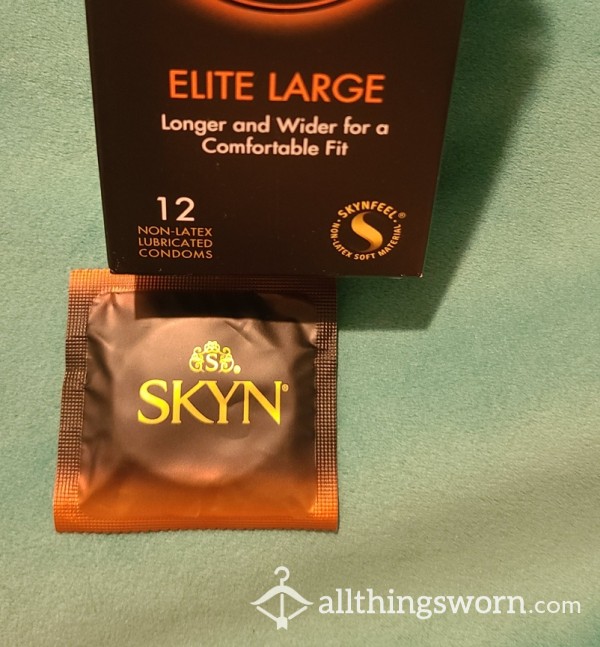 ELITE LARGE
Longer and Wider for a
Comfortable Fit
12
NON-LATEX
LUBRICATED
CONDOMS
SKYNFEEL®
NON-LATEX SOFT MATERIAL
S
SKYN®
allthingsworn.com